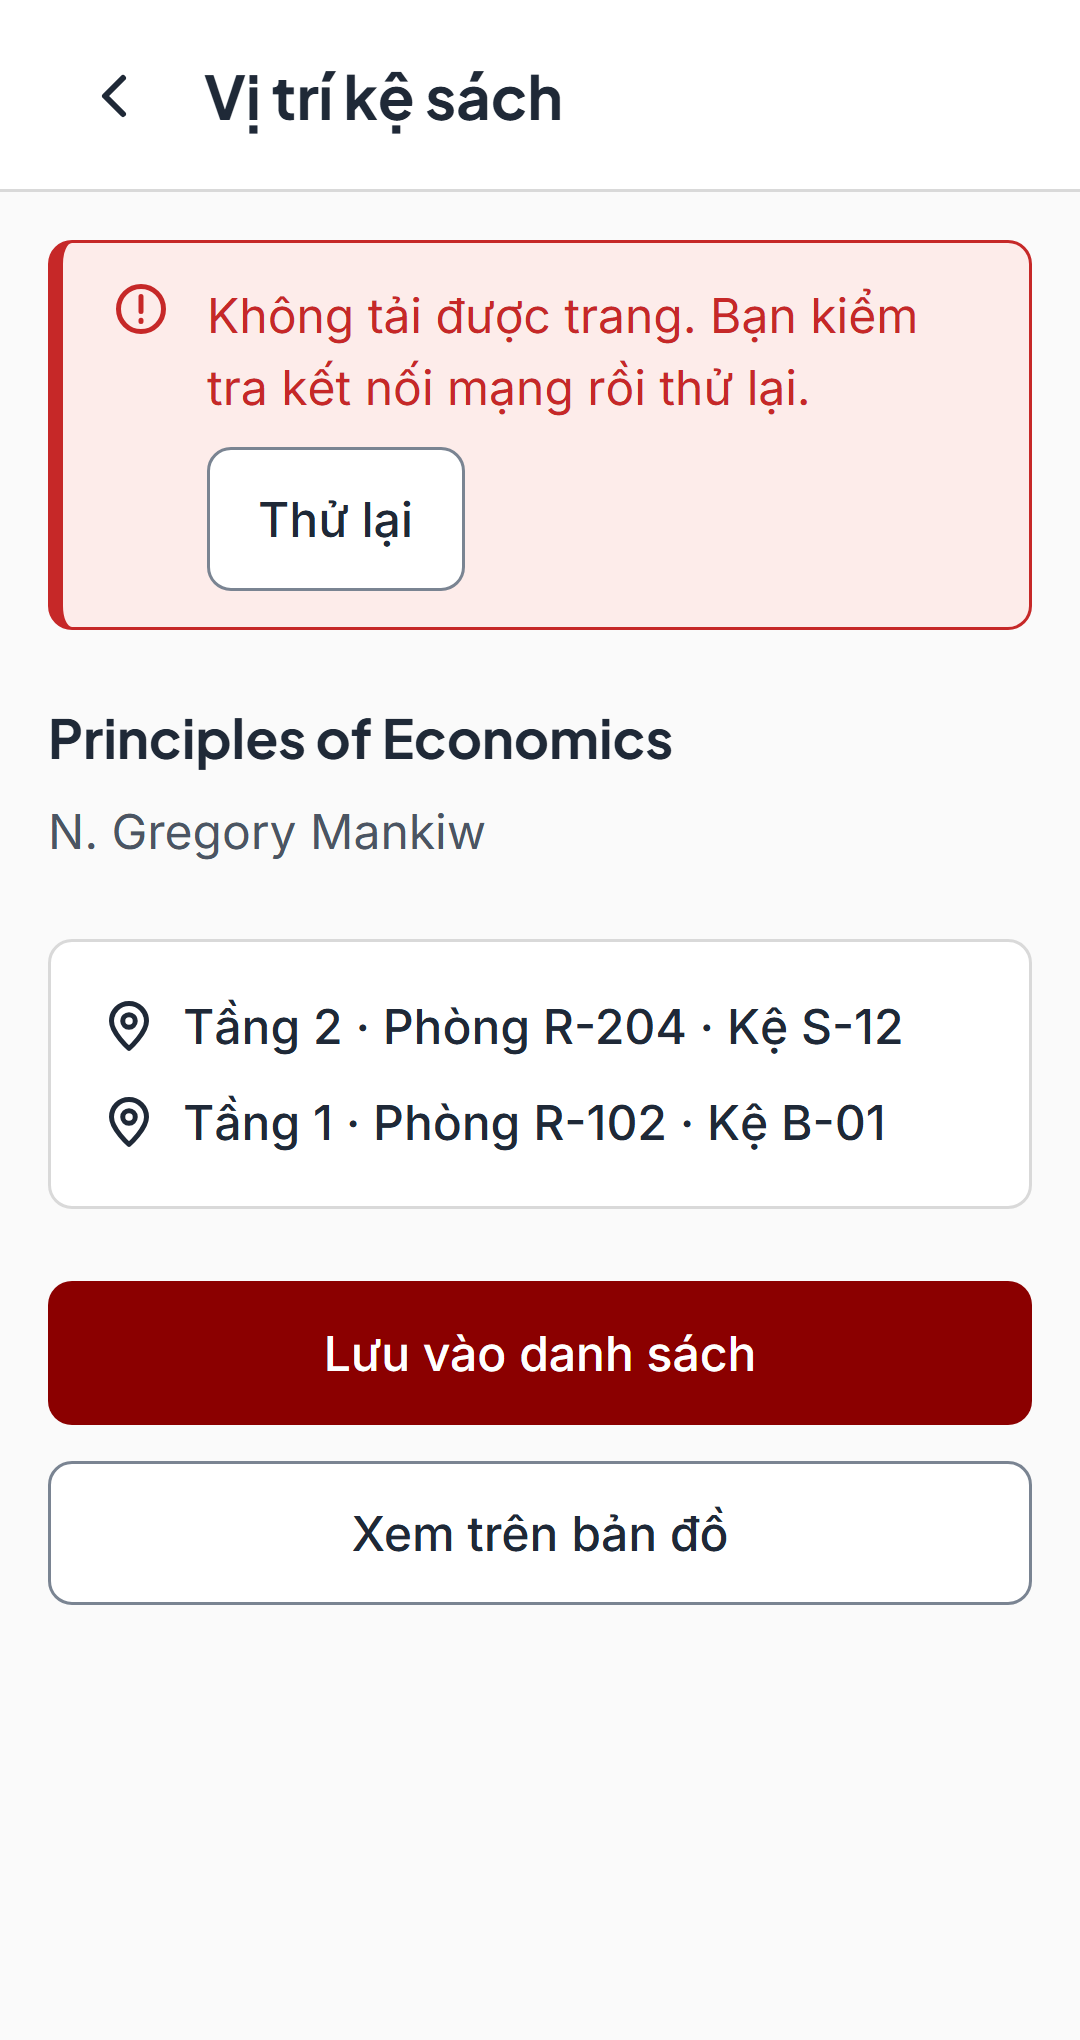 Vị trí kệ sách
Không tải được trang. Bạn kiểm
tra kết nối mạng rồi thử lại.
Thử lại
Principles of Economics
N. Gregory Mankiw
Tầng 2 · Phòng R-204 · Kệ S-12
Tầng 1 · Phòng R-102 · Kệ B-01
Lưu vào danh sách
Xem trên bản đồ